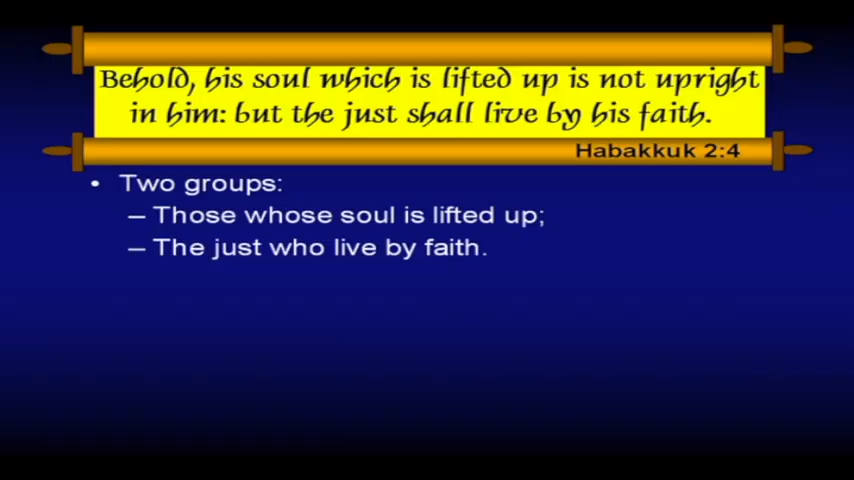 Behold, his soul which is lifted up is not upright
in him: but the just shall live by his faith.
Habakkuk 2:4
• Two groups:
– Those whose soul is lifted up;
– The just who live by faith.